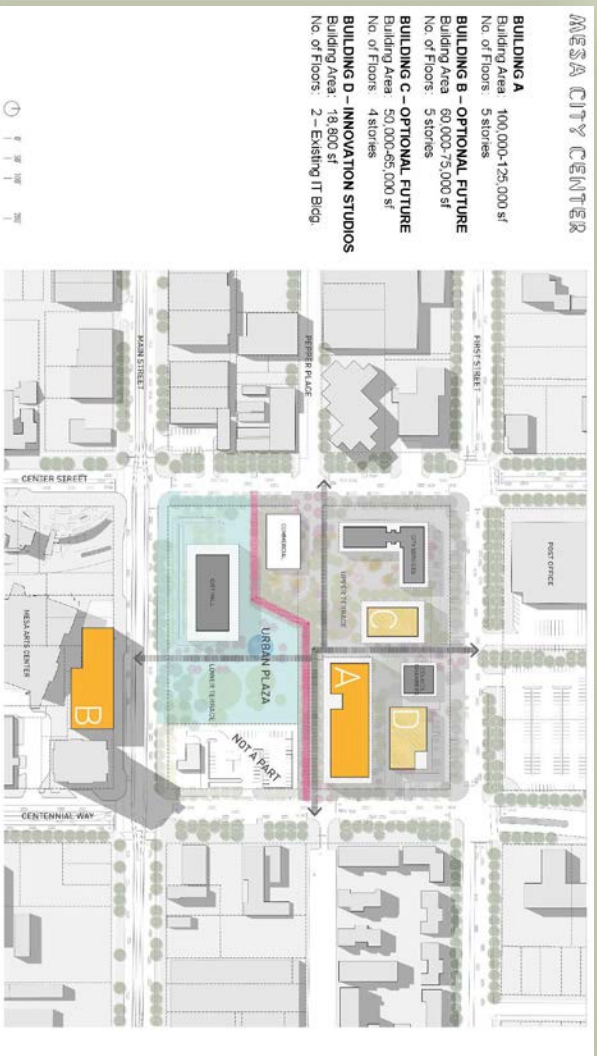 MESA CITY CENTER
BUILDING A
Building Area: 100,000-125,000 sf
No. of Floors: 5 stories
BUILDING B – OPTIONAL FUTURE
Building Area 60,000-75,000 sf
No. of Floors: 5 stories
BUILDING C – OPTIONAL FUTURE
Building Area: 50,000-65,000 sf
No. of Floors: 4 stories
BUILDING D – INNOVATION STUDIOS
Building Area: 18,800 sf
No. of Floors: 2 – Existing IT Bldg.
FIRST STREET
PEPPER PLACE
MAIN STREET
CENTER STREET
POST OFFICE
UPPER TERRACE
C
COMMERCIAL
CITY HALL
URBAN PLAZA
LOWER TERRACE
A
D
NOT A PART
MESA ARTS CENTER
B
CENTENNIAL WAY